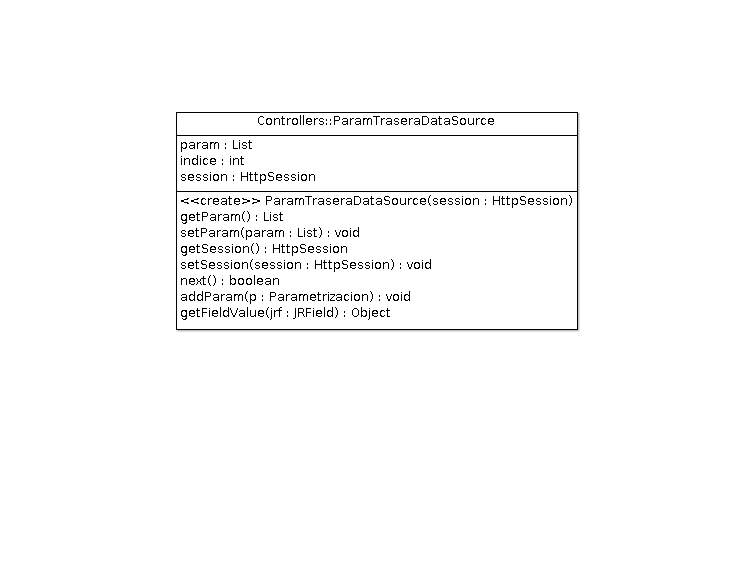 Controllers::ParamTraseraDataSource
param : List
indice : int
session : HttpSession
<<create>> ParamTraseraDataSource(session : HttpSession)
getParam() : List
setParam(param : List) : void
getSession() : HttpSession
setSession(session : HttpSession) : void
next() : boolean
addParam(p : Parametrizacion) : void
getFieldValue(jrf : JRField) : Object